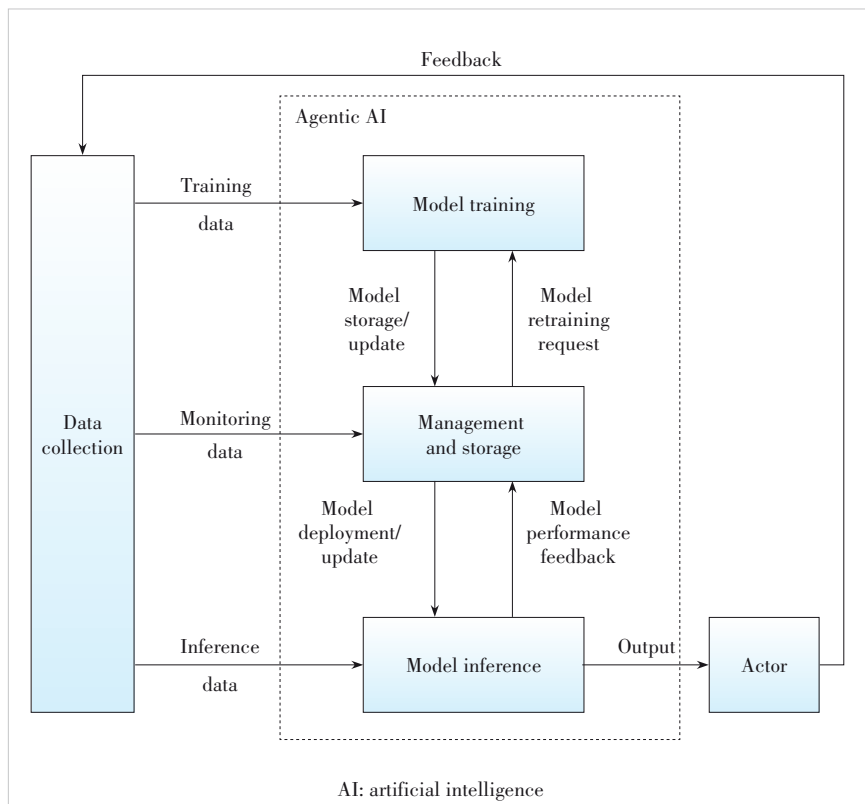 Feedback
Agentic AI
Training
data
Model training
Model
storage/
update
Model
retraining
request
Data
collection
Monitoring
data
Management
and storage
Model
deployment/
update
Model
performance
feedback
Inference
data
Model inference
Output
Actor
AI: artificial intelligence